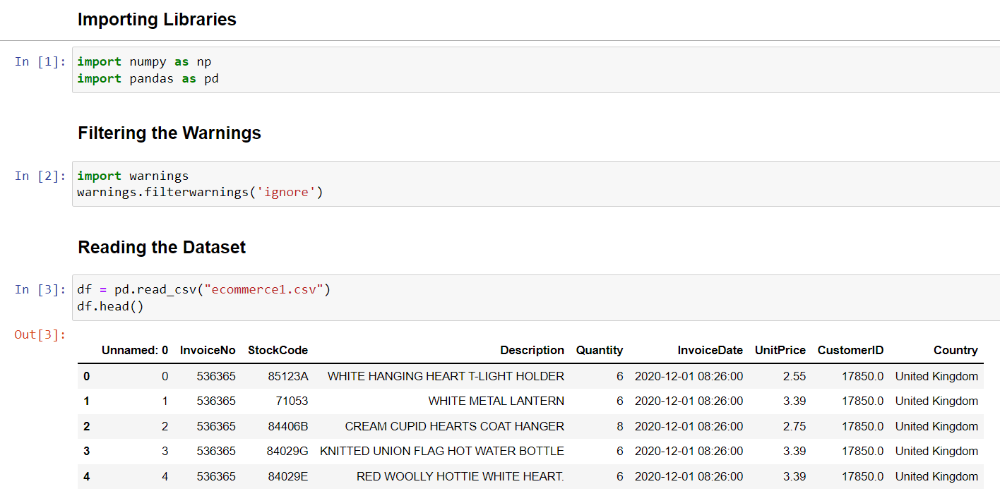 Importing Libraries
In [1]: import numpy as np
import pandas as pd
Filtering the Warnings
In [2]: import warnings
warnings.filterwarnings('ignore')
Reading the Dataset
In [3]: df = pd.read_csv("ecommerce1.csv")
df.head()
Out[3]:
Unnamed: 0 InvoiceNo StockCode Description Quantity InvoiceDate UnitPrice CustomerID Country
0 0 536365 85123A WHITE HANGING HEART T-LIGHT HOLDER 6 2020-12-01 08:26:00 2.55 17850.0 United Kingdom
1 1 536365 71053 WHITE METAL LANTERN 6 2020-12-01 08:26:00 3.39 17850.0 United Kingdom
2 2 536365 84406B CREAM CUPID HEARTS COAT HANGER 8 2020-12-01 08:26:00 2.75 17850.0 United Kingdom
3 3 536365 84029G KNITTED UNION FLAG HOT WATER BOTTLE 6 2020-12-01 08:26:00 3.39 17850.0 United Kingdom
4 4 536365 84029E RED WOOLLY HOTTIE WHITE HEART. 6 2020-12-01 08:26:00 3.39 17850.0 United Kingdom